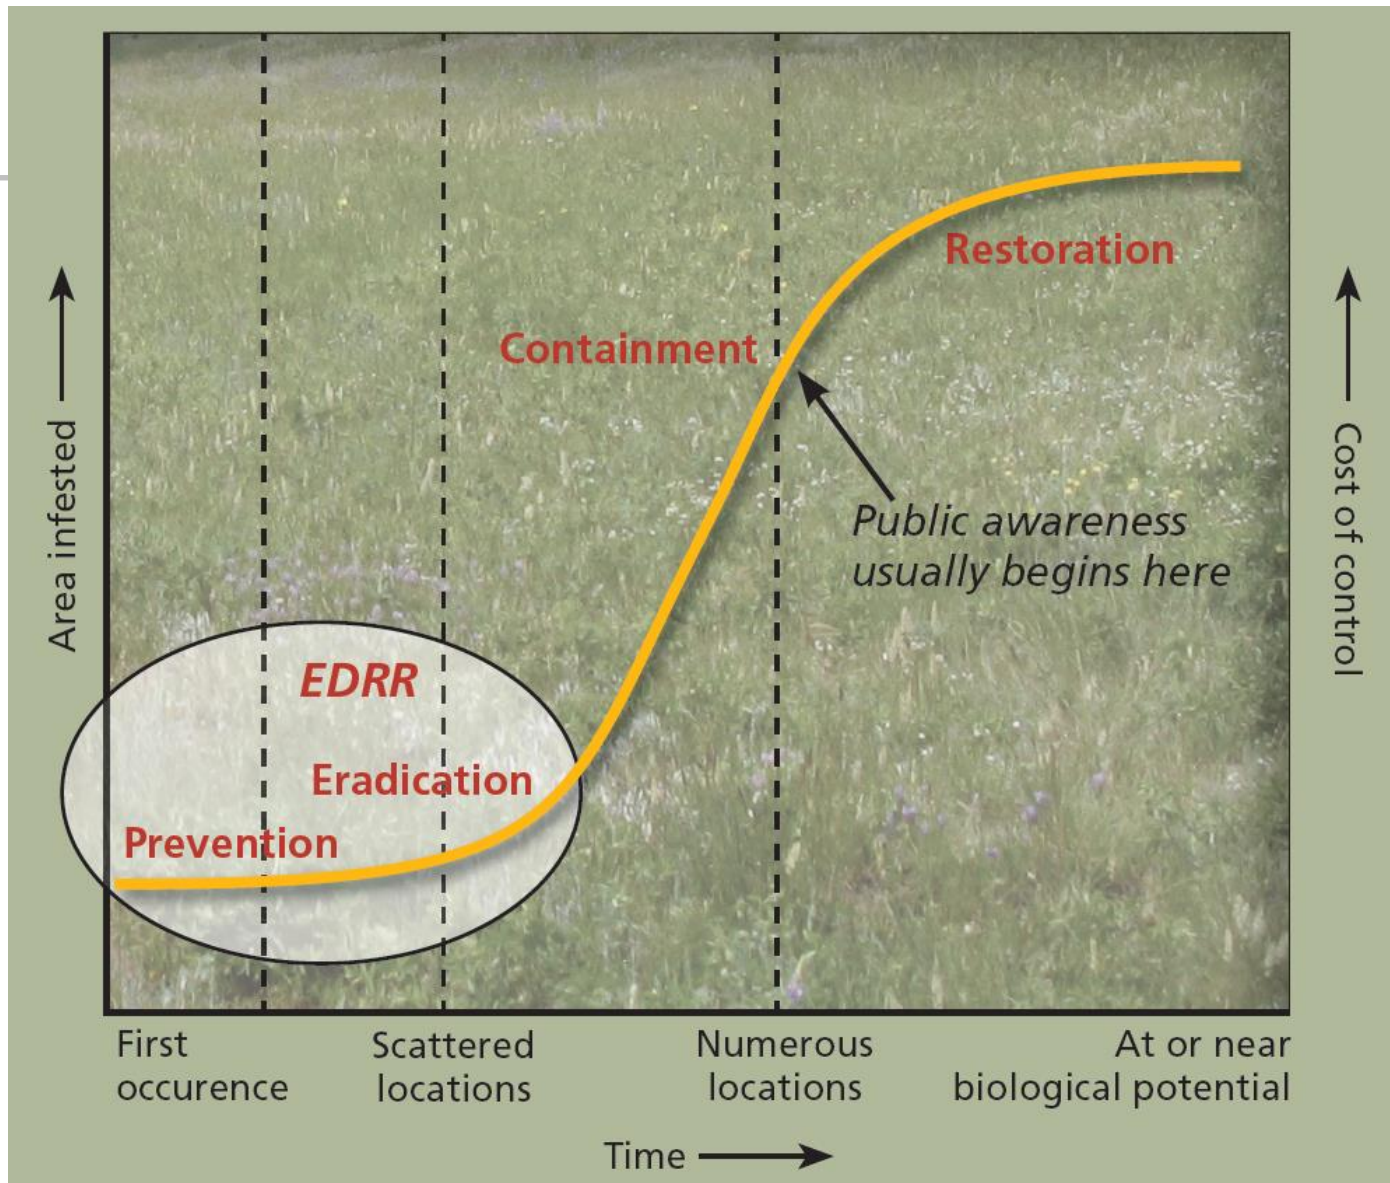 Restoration
Containment
Public awareness
usually begins here
EDRR
Eradication
Prevention
Area infested
Cost of control
First
occurence
Scattered
locations
Numerous
locations
At or near
biological potential
Time